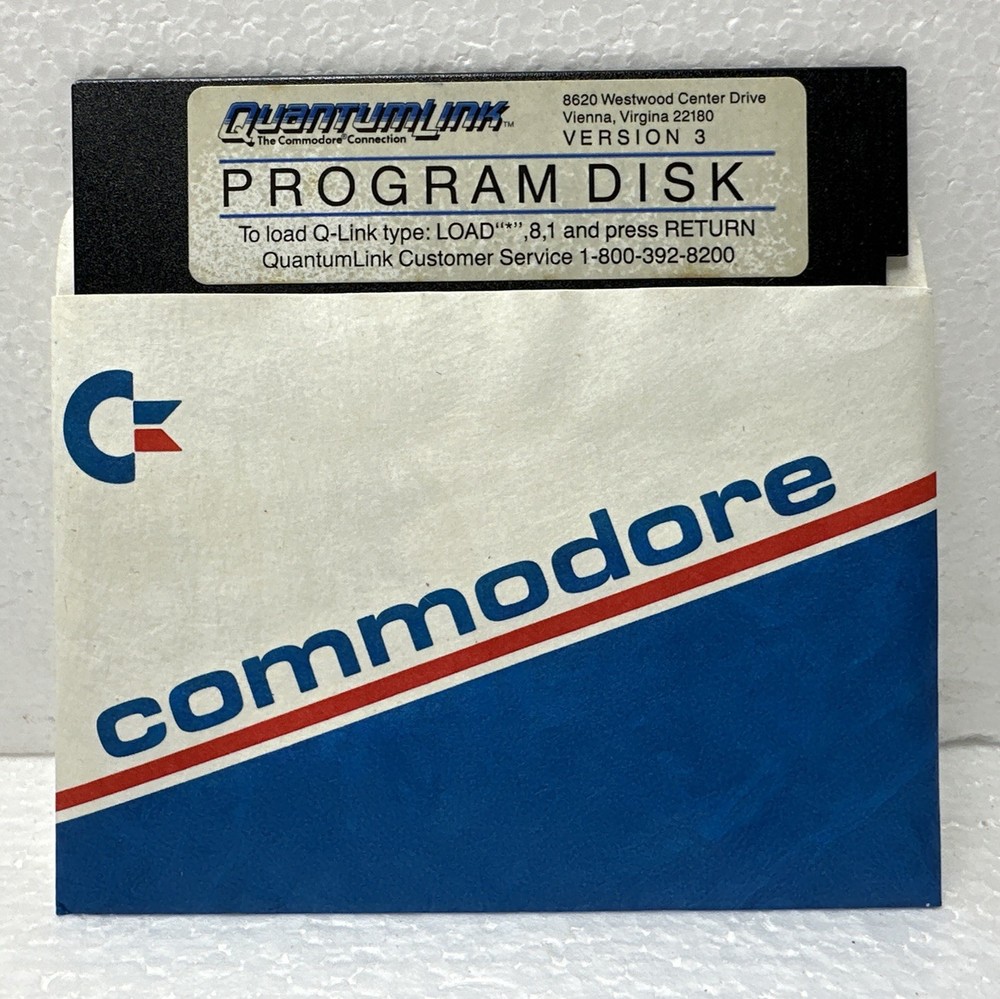 QuantumLink™
The Commodore® Connection
8620 Westwood Center Drive
Vienna, Virgina 22180
VERSION 3
PROGRAM DISK
To load Q-Link type: LOAD"*",8,1 and press RETURN
QuantumLink Customer Service 1-800-392-8200
commodore